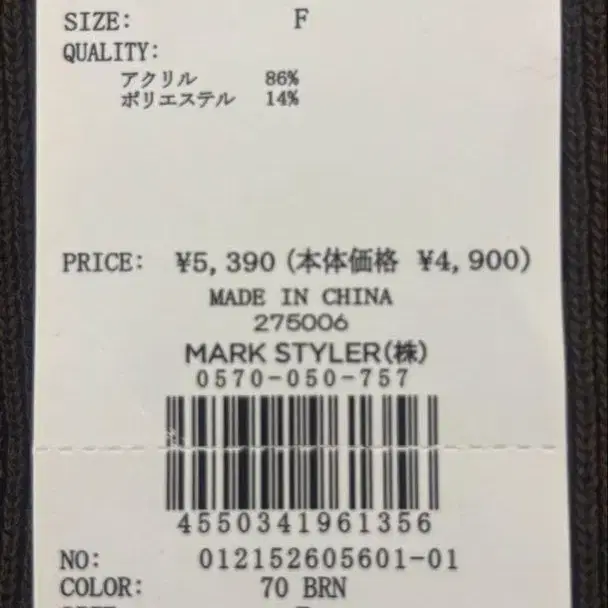 SIZE: F
QUALITY:
アクリル 86%
ポリエステル 14%
PRICE: ¥5,390(本体価格 ¥4,900)
MADE IN CHINA
275006
MARK STYLER(株)
0570-050-757
4550341961356
NO: 012152605601-01
COLOR: 70 BRN